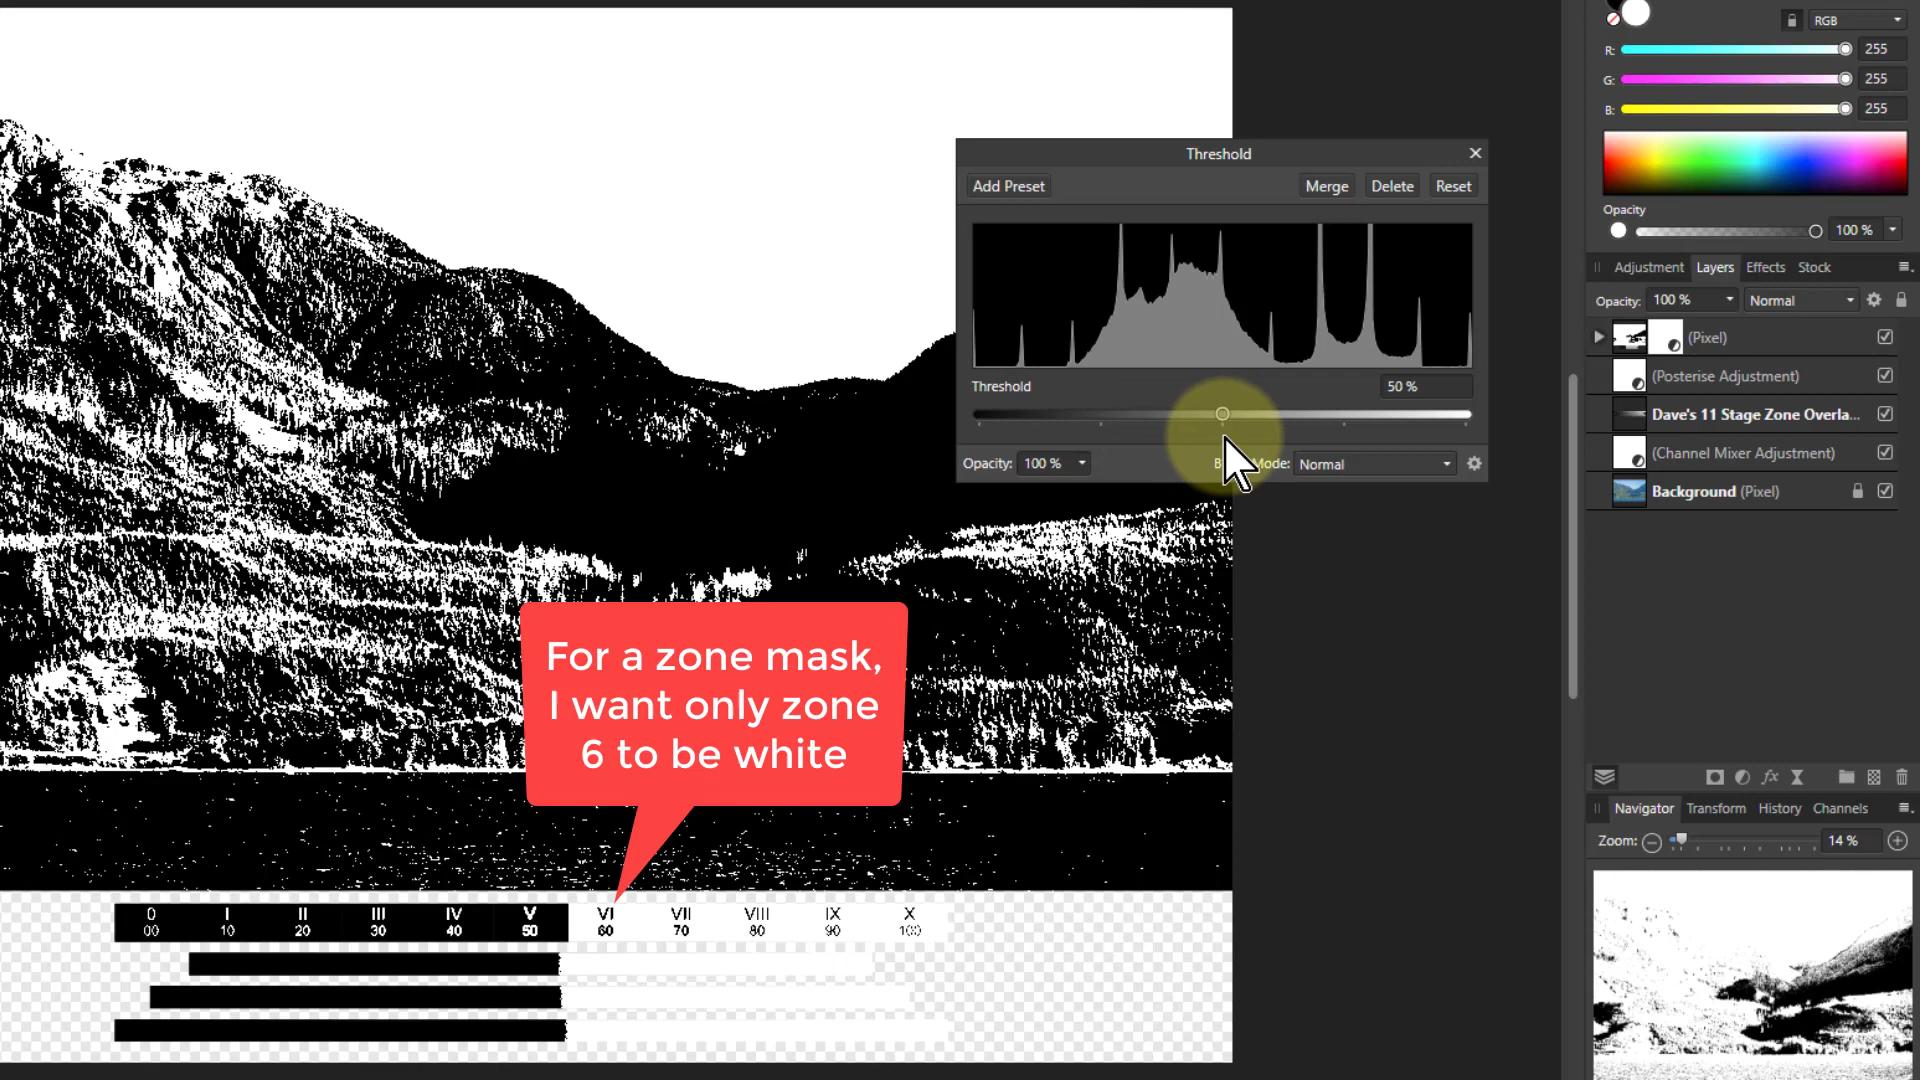 RGB
R: 255
G: 255
B: 255
Opacity
100 %
Threshold
Add Preset Merge Delete Reset
Threshold 50 %
Opacity: 100 % Mode: Normal
Adjustment Layers Effects Stock
Opacity: 100 % Normal
(Pixel)
(Posterise Adjustment)
Dave's 11 Stage Zone Overla...
(Channel Mixer Adjustment)
Background (Pixel)
For a zone mask,
I want only zone
6 to be white
fx
Navigator Transform History Channels
Zoom: 14 %
0 I II III IV V VI VII VIII IX X
00 10 20 30 40 50 60 70 80 90 100